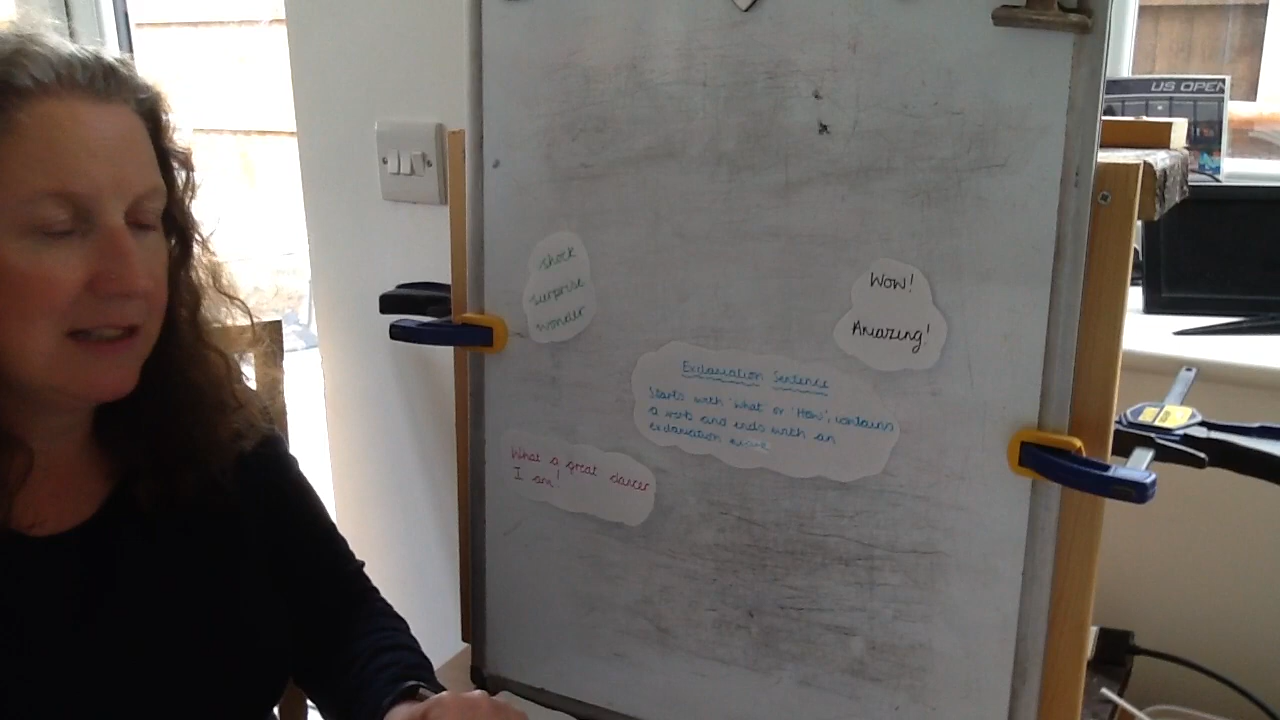 US OPEN
shock
surprise
wonder
Wow!
Amazing!
Exclamation Sentence
Starts with 'What or 'How', contains
a verb and ends with an
exclamation mark
What a great dancer
I am!